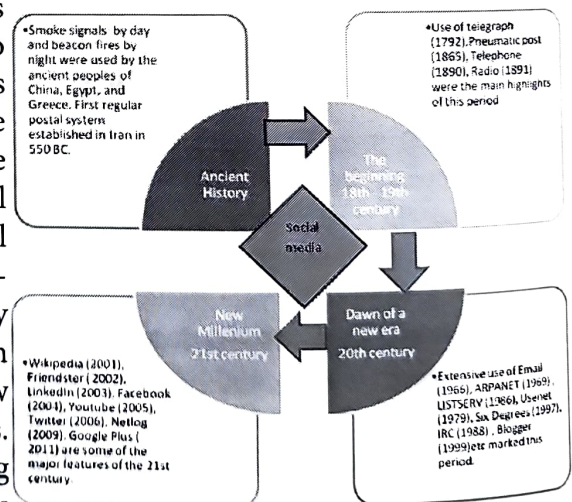 •Smoke signals by day
and beacon fires by
night were used by the
ancient peoples of
China, Egypt, and
Greece. First regular
postal system
established in Iran in
550BC.
•Use of telegraph
(1792),Pneumatic post
(1865), Telephone
(1890), Radio (1891)
were the main highlights
of this period
Ancient
History
The
beginning
18th - 19th
century
Social
media
New
Millenium
21st century
Dawn of a
new era
20th century
•Wikipedia (2001),
Friendster ( 2002),
LinkedIn (2003), Facebook
(2004), Youtube (2005),
Twitter (2006), Netlog
(2009), Google Plus (
2011) are some of the
major features of the 21st
century.
•Extensive use of Email
(1966), ARPANET (1969),
LISTSERV (1986), Usenet
(1979), Six Degrees (1997),
IRC (1988) , Blogger
(1999)etc marked this
period.